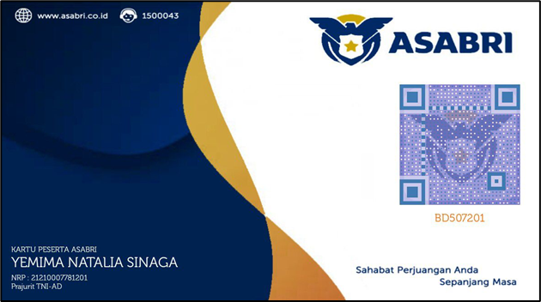 www.asabri.co.id 1500043
ASABRI
BD507201
KARTU PESERTA ASABRI
YEMIMA NATALIA SINAGA
NRP : 21210007781201
Prajurit TNI-AD
Sahabat Perjuangan Anda
Sepanjang Masa